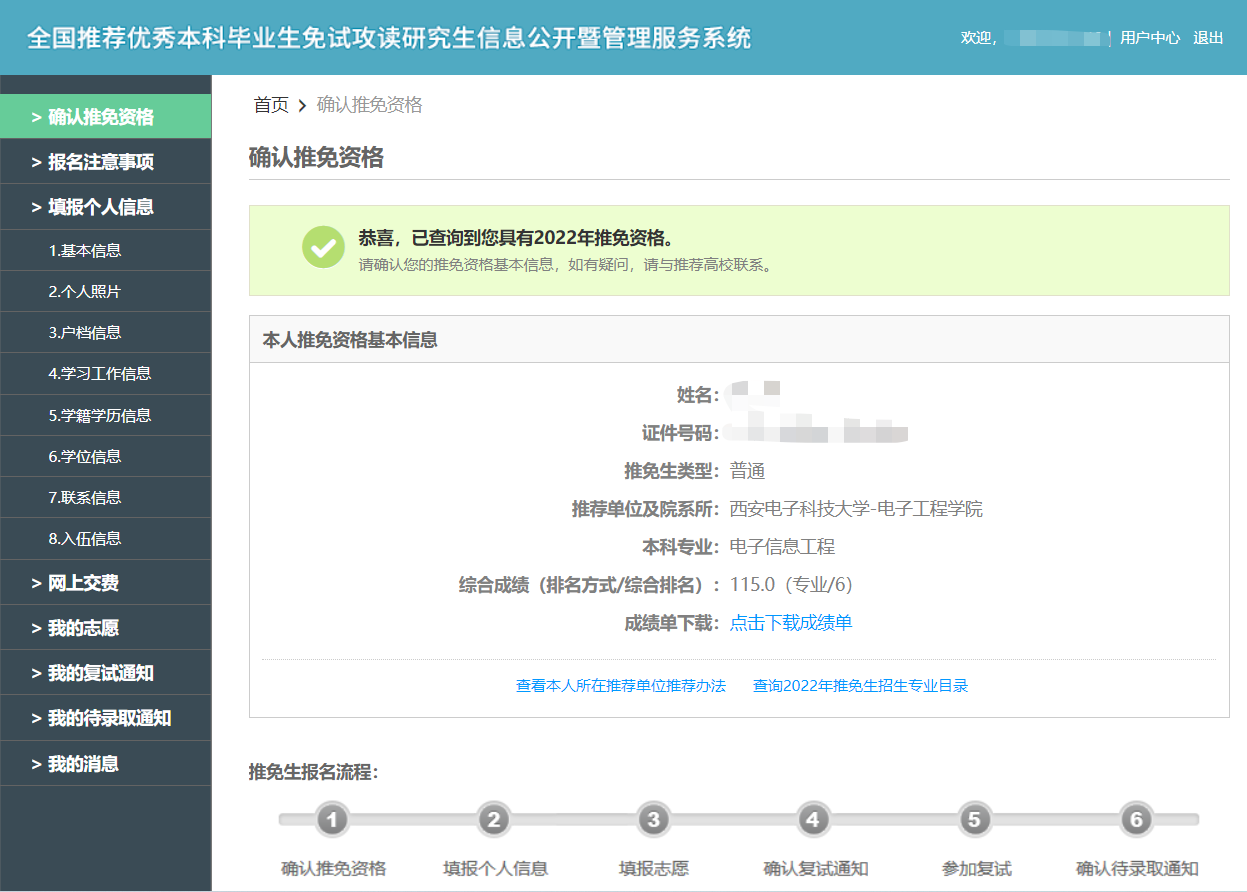 全国推荐优秀本科毕业生免试攻读研究生信息公开暨管理服务系统
欢迎, | 用户中心 退出
> 确认推免资格
> 报名注意事项
> 填报个人信息
1.基本信息
2.个人照片
3.户档信息
4.学习工作信息
5.学籍学历信息
6.学位信息
7.联系信息
8.入伍信息
> 网上交费
> 我的志愿
> 我的复试通知
> 我的待录取通知
> 我的消息
首页 > 确认推免资格
确认推免资格
恭喜，已查询到您具有2022年推免资格。
请确认您的推免资格基本信息，如有疑问，请与推荐高校联系。
本人推免资格基本信息
姓名：
证件号码：
推免生类型：普通
推荐单位及院系所：西安电子科技大学-电子工程学院
本科专业：电子信息工程
综合成绩（排名方式/综合排名）：115.0（专业/6）
成绩单下载：点击下载成绩单
查看本人所在推荐单位推荐办法 查询2022年推免生招生专业目录
推免生报名流程：
1 2 3 4 5 6
确认推免资格 填报个人信息 填报志愿 确认复试通知 参加复试 确认待录取通知